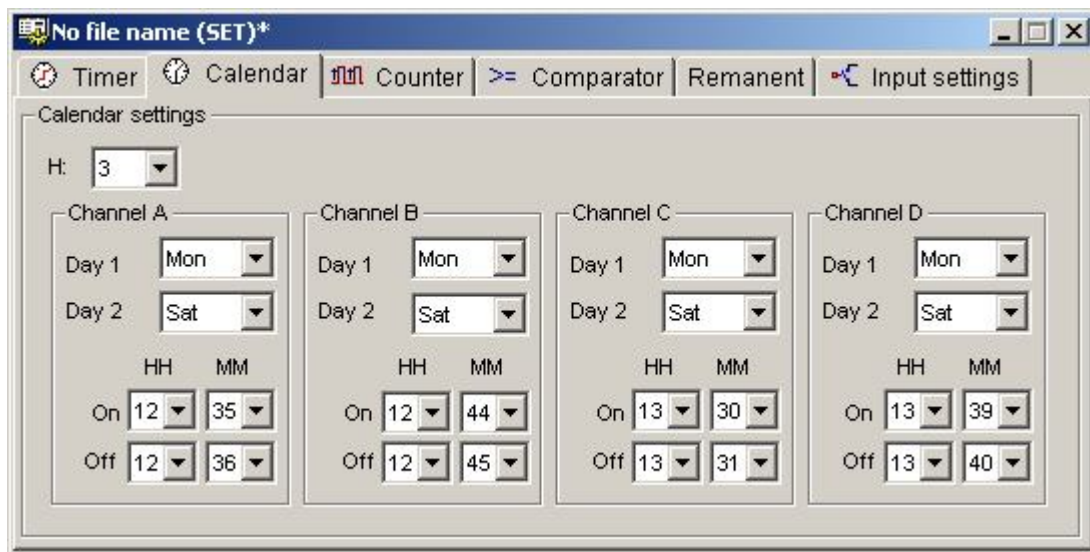 No file name (SET)*
Timer Calendar Counter >= Comparator Remanent Input settings
Calendar settings
H: 3
Channel A
Day 1 Mon
Day 2 Sat
HH MM
On 12 35
Off 12 36
Channel B
Day 1 Mon
Day 2 Sat
HH MM
On 12 44
Off 12 45
Channel C
Day 1 Mon
Day 2 Sat
HH MM
On 13 30
Off 13 31
Channel D
Day 1 Mon
Day 2 Sat
HH MM
On 13 39
Off 13 40